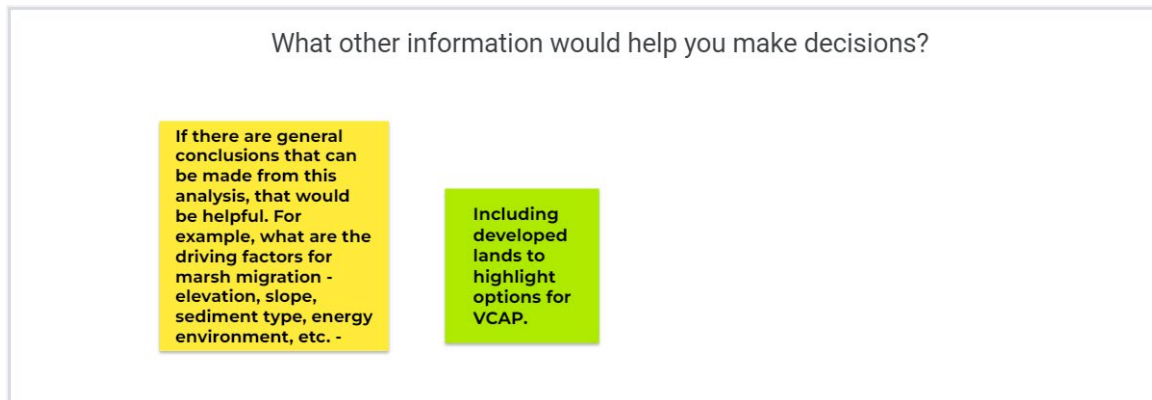 What other information would help you make decisions?
If there are general
conclusions that can
be made from this
analysis, that would
be helpful. For
example, what are the
driving factors for
marsh migration -
elevation, slope,
sediment type, energy
environment, etc. -
Including
developed
lands to
highlight
options for
VCAP.